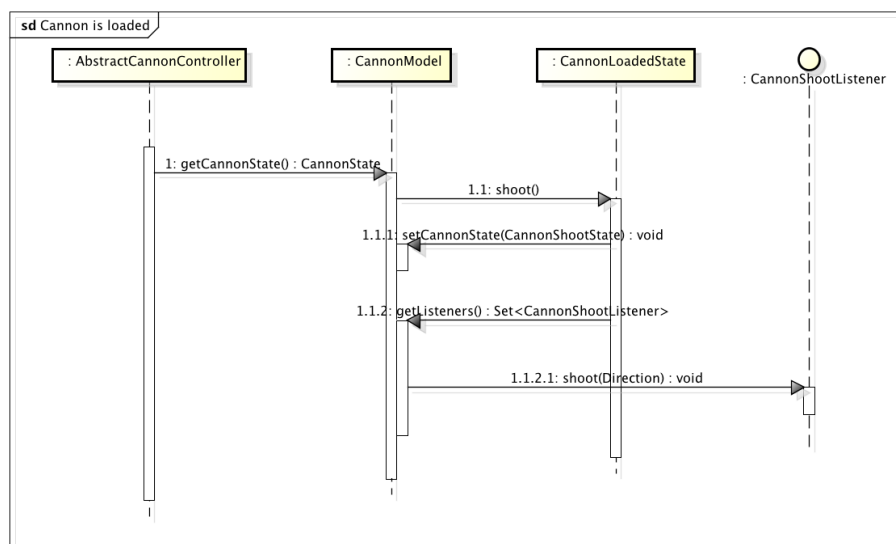 sd Cannon is loaded
: AbstractCannonController
: CannonModel
: CannonLoadedState
: CannonShootListener
1: getCannonState() : CannonState
1.1: shoot()
1.1.1: setCannonState(CannonShootState) : void
1.1.2: getListeners() : Set<CannonShootListener>
1.1.2.1: shoot(Direction) : void